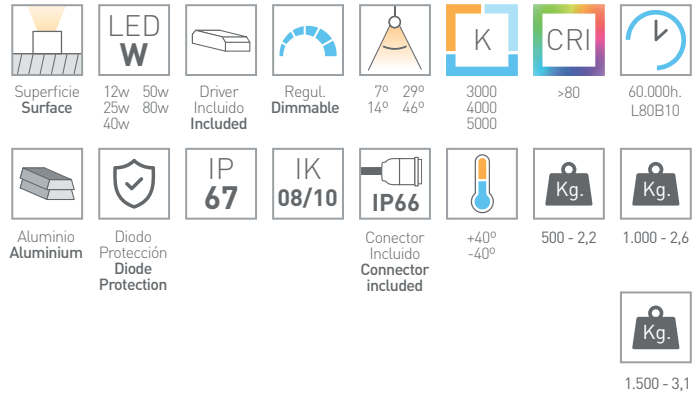 LED
W
K
CRI
Superficie
Surface
12w 50w
25w 80w
40w
Driver
Incluido
Included
Regul.
Dimmable
7º 29º
14º 46º
3000
4000
5000
>80
60.000h.
L80B10
IP
67
IK
08/10
IP66
Kg.
Kg.
Aluminio
Aluminium
Diodo
Protección
Diode
Protection
Conector
Incluido
Connector
included
+40º
-40º
500 - 2,2
1.000 - 2,6
Kg.
1.500 - 3,1